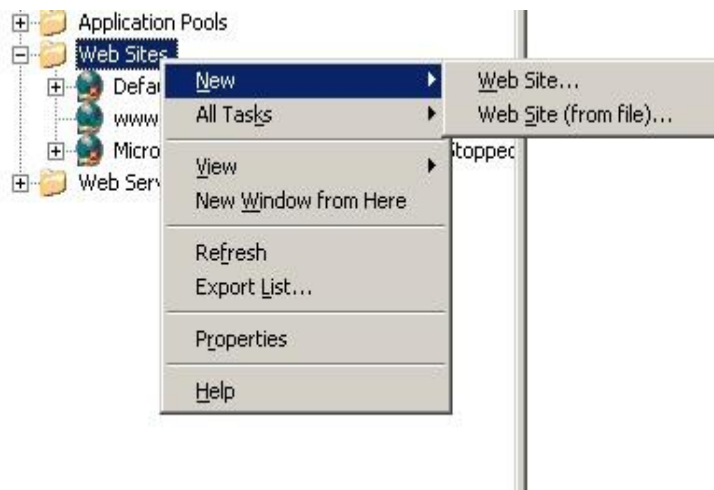 Application Pools
Web Sites
New
Web Site...
Defa
All Tasks
Web Site (from file)...
www
Micro
Stopped
View
Web Serv
New Window from Here
Refresh
Export List...
Properties
Help